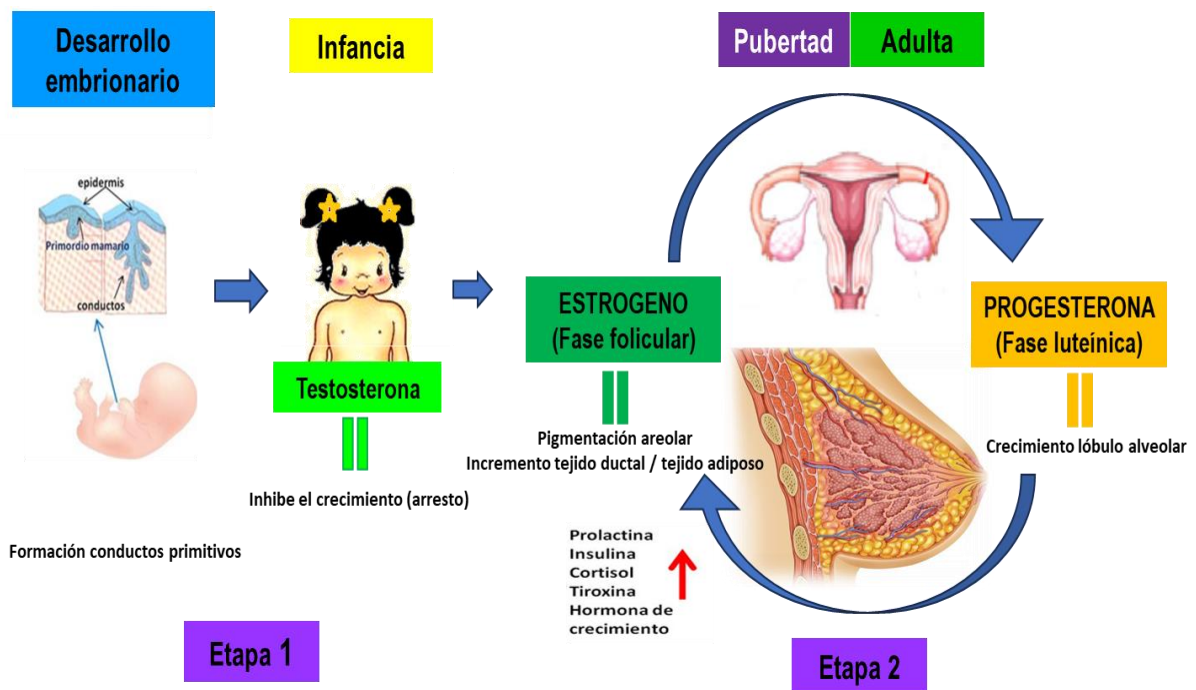 Desarrollo
embrionario
Infancia
Pubertad
Adulta
epidermis
Primordio mamario
conductos
Testosterona
Inhibe el crecimiento (arresto)
Formación conductos primitivos
Etapa 1
ESTROGENO
(Fase folicular)
Pigmentación areolar
Incremento tejido ductal / tejido adiposo
PROGESTERONA
(Fase luteínica)
Crecimiento lóbulo alveolar
Prolactina
Insulina
Cortisol
Tiroxina
Hormona de
crecimiento
Etapa 2